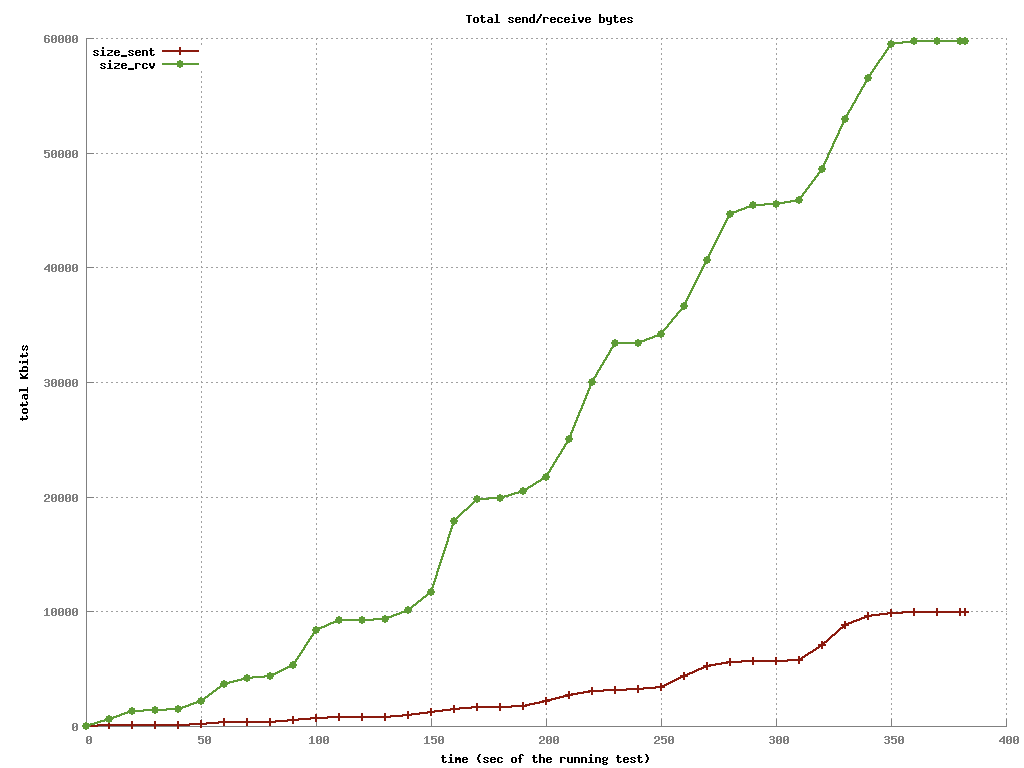 Total send/receive bytes
size_sent
size_rcv
60000
50000
40000
30000
20000
10000
0
total Kbits
0 50 100 150 200 250 300 350 400
time (sec of the running test)